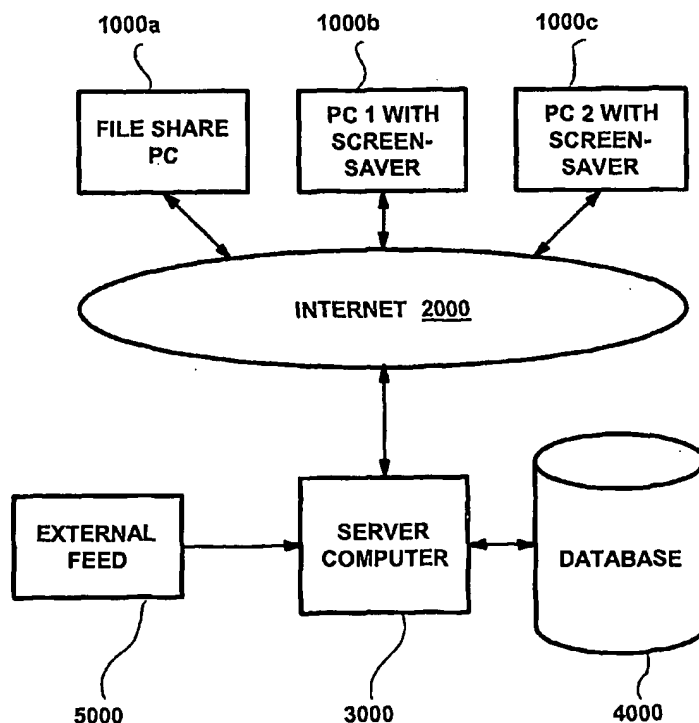 1000a
1000b
1000c
FILE SHARE
PC
PC 1 WITH
SCREEN-
SAVER
PC 2 WITH
SCREEN-
SAVER
INTERNET 2000
EXTERNAL
FEED
SERVER
COMPUTER
DATABASE
5000
3000
4000